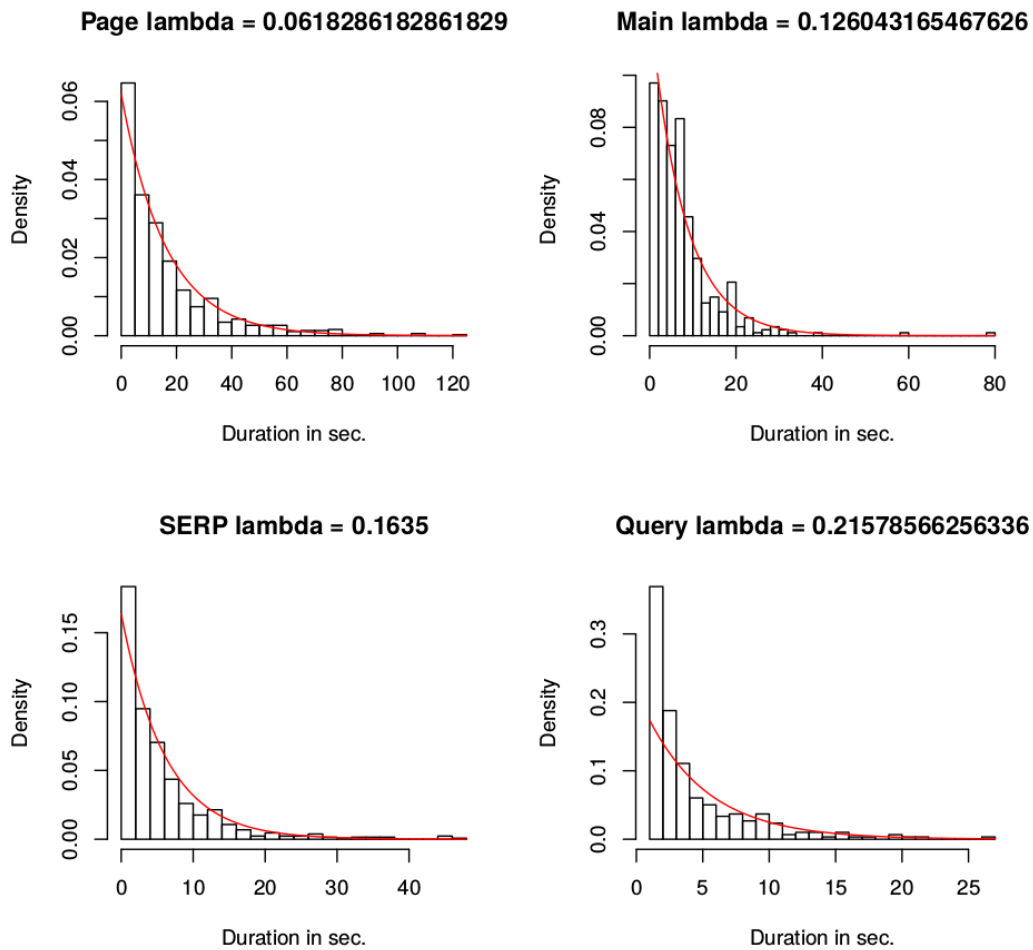 Page lambda = 0.0618286182861829
Density
0.00 0.02 0.04 0.06
0 20 40 60 80 100 120
Duration in sec.
Main lambda = 0.126043165467626
Density
0.00 0.04 0.08
0 20 40 60 80
Duration in sec.
SERP lambda = 0.1635
Density
0.00 0.05 0.10 0.15
0 10 20 30 40
Duration in sec.
Query lambda = 0.21578566256336
Density
0.0 0.1 0.2 0.3
0 5 10 15 20 25
Duration in sec.